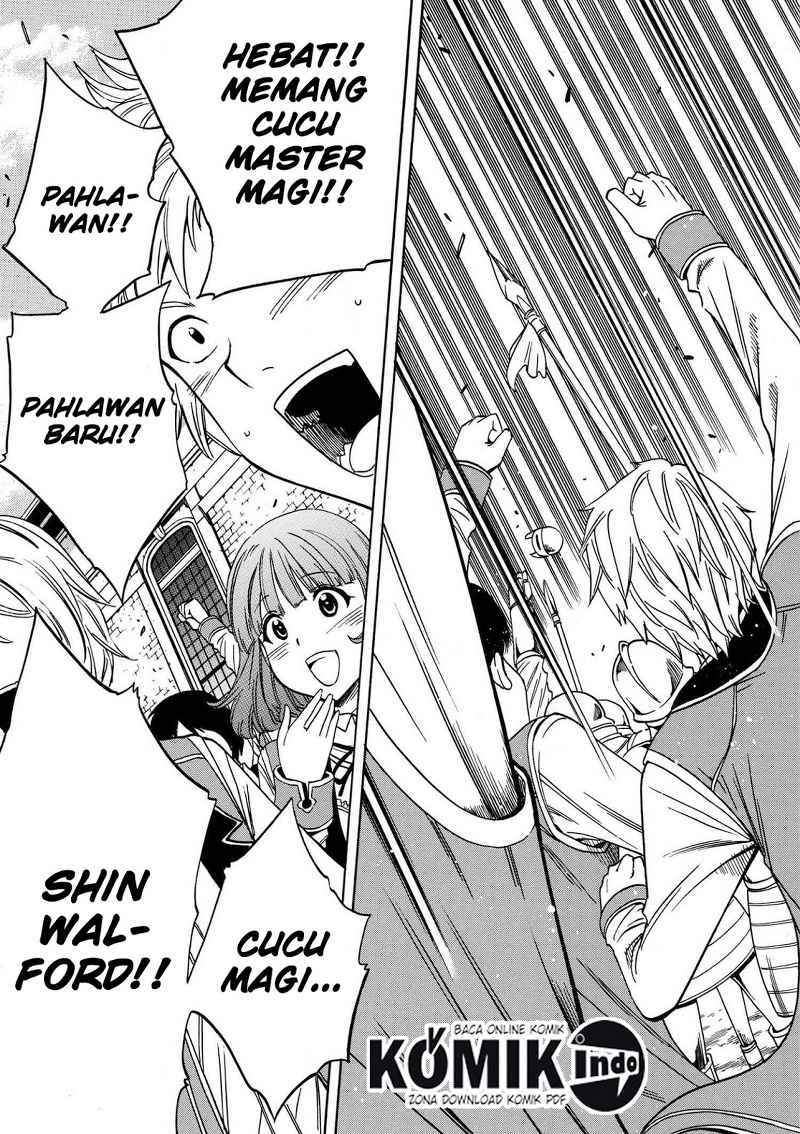 HEBAT!!
MEMANG
CUCU
MASTER
MAGI!!
PAHLA-
WAN!!
PAHLAWAN
BARU!!
CUCU
MAGI...
SHIN
WAL-
FORD!!
BACA ONLINE KOMIK
KOMIK Indo
ZONA DOWNLOAD KOMIK PDF